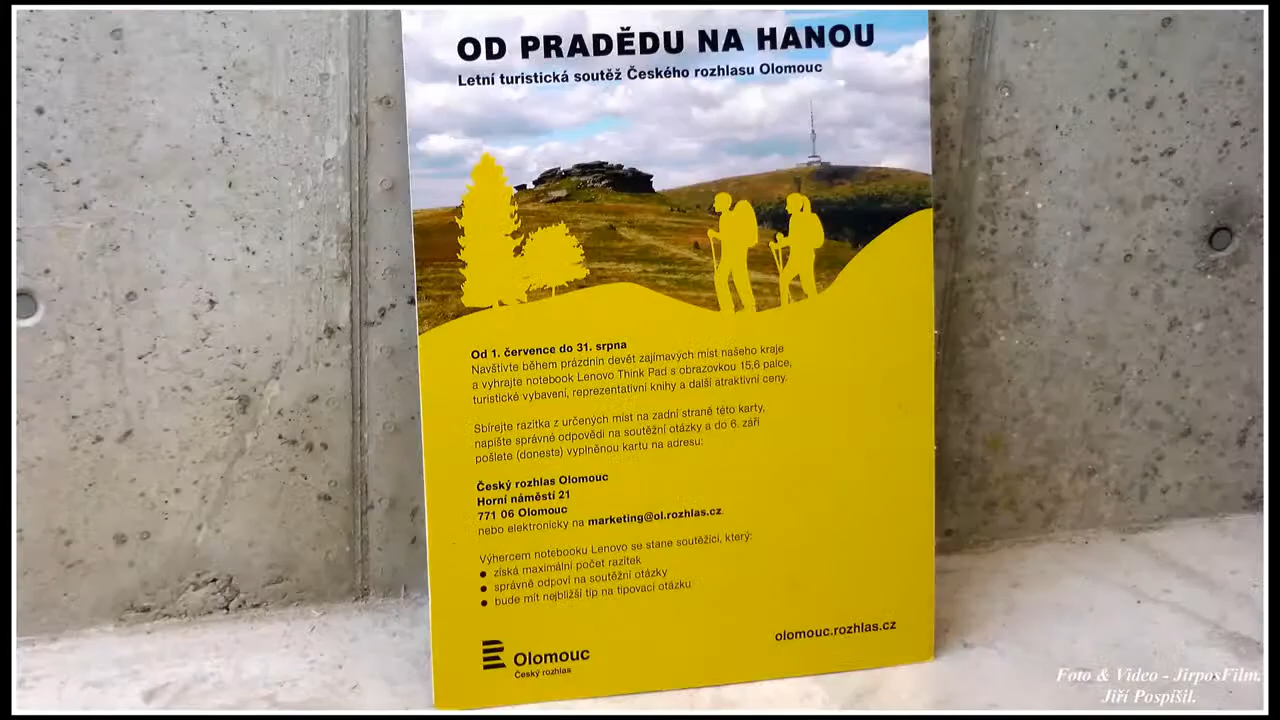 OD PRADĚDU NA HANOU
Letní turistická soutěž Českého rozhlasu Olomouc
Od 1. července do 31. srpna
Navštivte během prázdnin devět zajímavých míst našeho kraje
a vyhrajte notebook Lenovo Think Pad s obrazovkou 15,6 palce,
turistické vybavení, reprezentativní knihy a další atraktivní ceny.
Sbírejte razítka z určených míst na zadní straně této karty,
napište správné odpovědi na soutěžní otázky a do 6. září
pošlete (doneste) vyplněnou kartu na adresu:
Český rozhlas Olomouc
Horní náměstí 21
771 06 Olomouc
nebo elektronicky na marketing@ol.rozhlas.cz.
Výhercem notebooku Lenovo se stane soutěžící, který:
● získá maximální počet razítek
● správně odpoví na soutěžní otázky
● bude mít nejbližší tip na tipovací otázku
olomouc.rozhlas.cz
Olomouc
Český rozhlas
Foto & Video - JirposFilm.
Jiří Pospíšil.